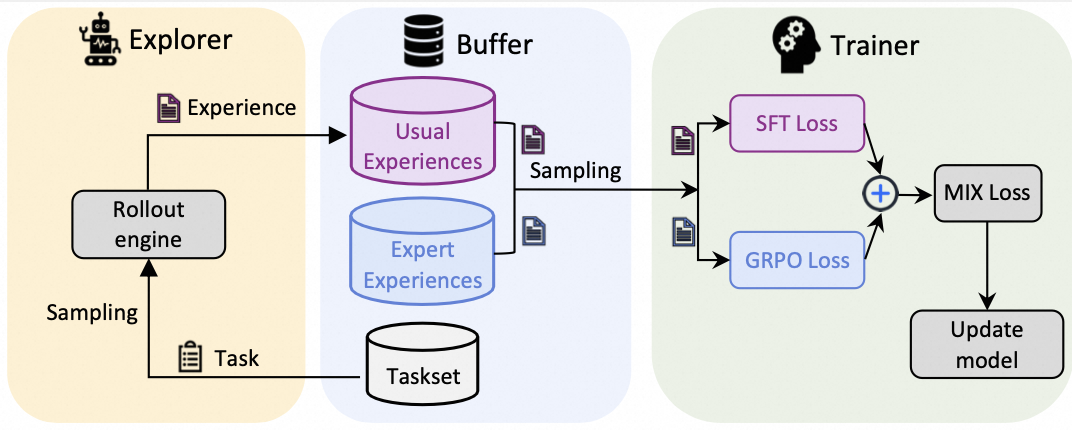 Explorer
Buffer
Trainer
Experience
Usual
Experiences
SFT Loss
Sampling
Rollout
engine
MIX Loss
Expert
Experiences
GRPO Loss
Sampling
Update
model
Task
Taskset